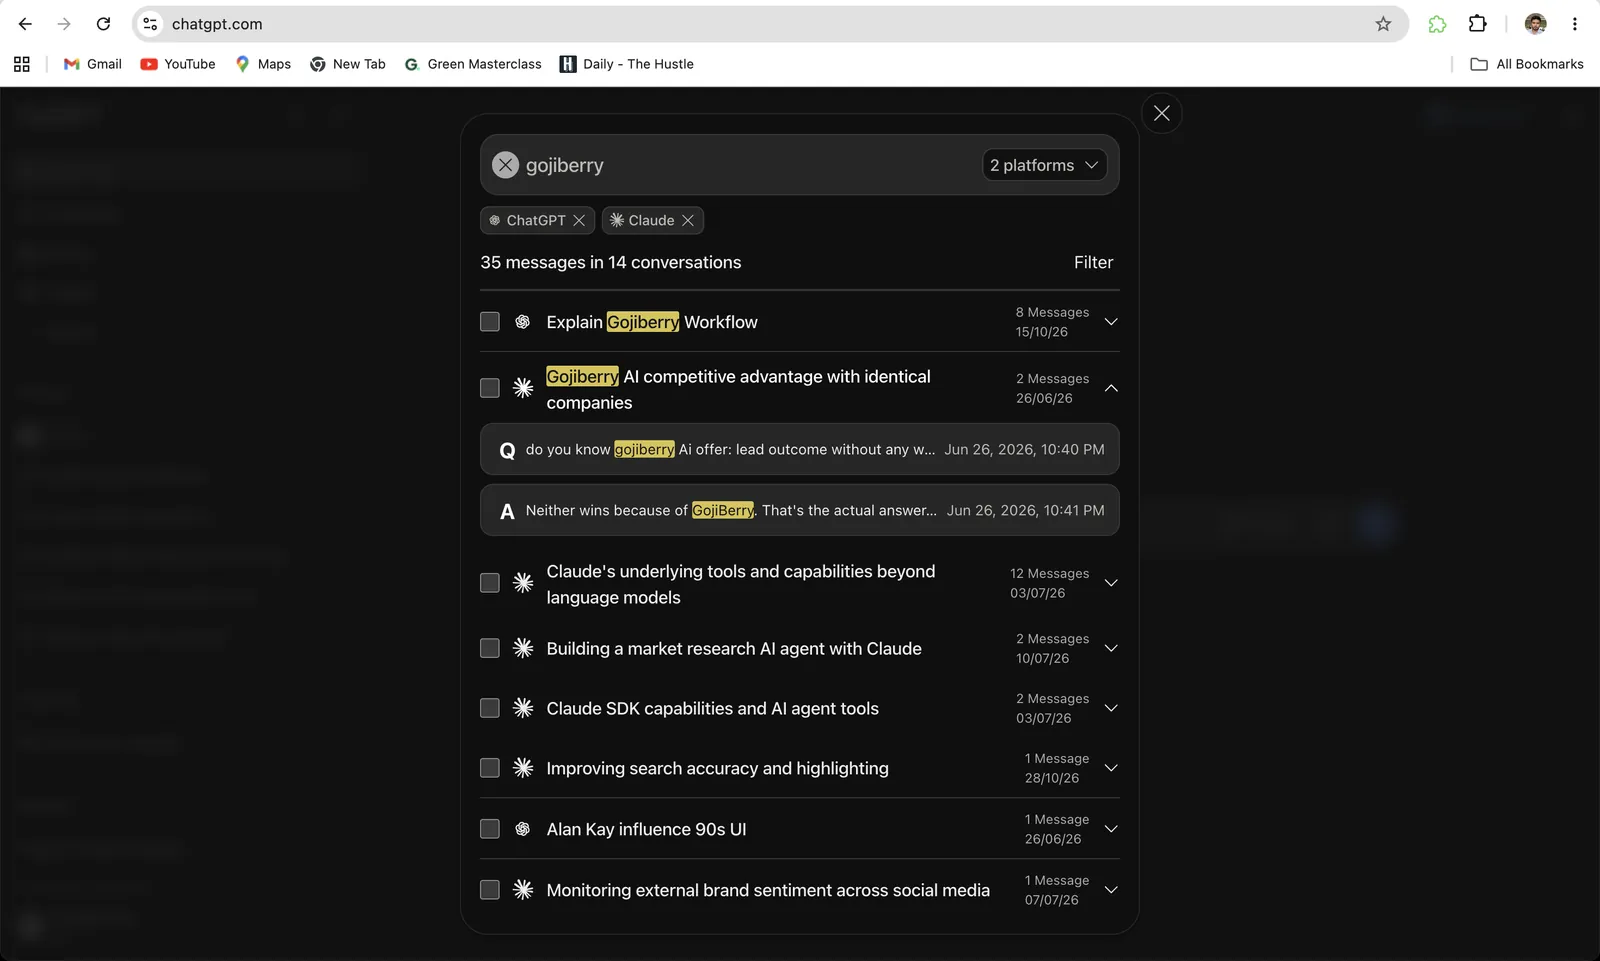 chatgpt.com
Gmail
YouTube
Maps
New Tab
Green Masterclass
Daily - The Hustle
All Bookmarks
gojiberry
2 platforms
ChatGPT
Claude
35 messages in 14 conversations
Filter
Explain Gojiberry Workflow
8 Messages
15/10/26
Gojiberry AI competitive advantage with identical
companies
2 Messages
26/06/26
Q do you know gojiberry Ai offer: lead outcome without any w... Jun 26, 2026, 10:40 PM
A Neither wins because of GojiBerry. That's the actual answer... Jun 26, 2026, 10:41 PM
Claude's underlying tools and capabilities beyond
language models
12 Messages
03/07/26
Building a market research AI agent with Claude
2 Messages
10/07/26
Claude SDK capabilities and AI agent tools
2 Messages
03/07/26
Improving search accuracy and highlighting
1 Message
28/10/26
Alan Kay influence 90s UI
1 Message
26/06/26
Monitoring external brand sentiment across social media
1 Message
07/07/26